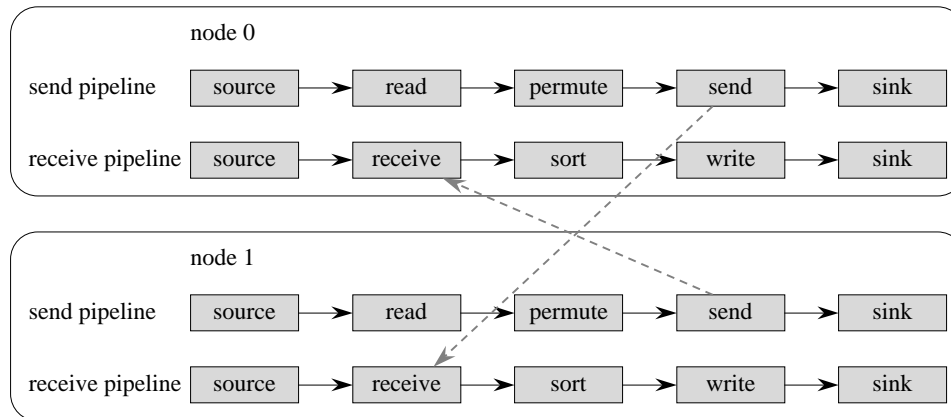 node 0
send pipeline source read permute send sink
receive pipeline source receive sort write sink
node 1
send pipeline source read permute send sink
receive pipeline source receive sort write sink